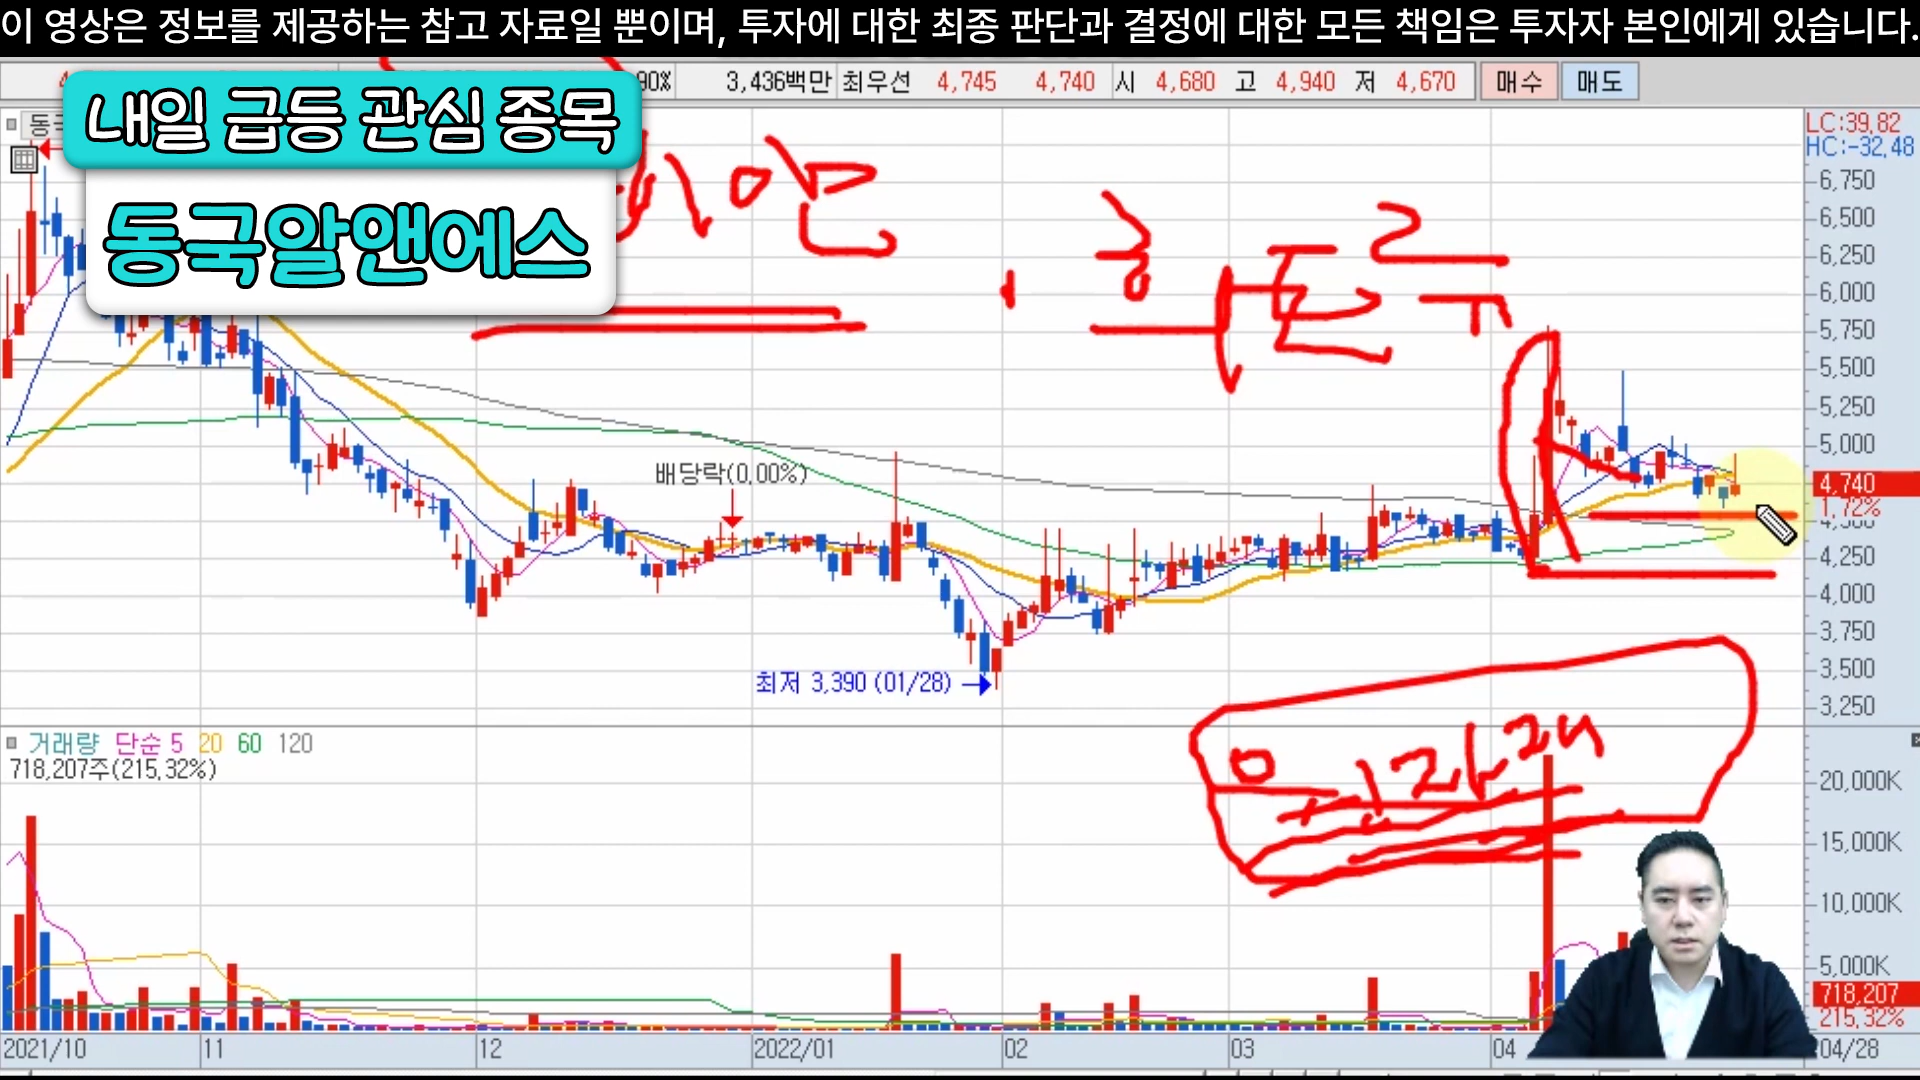 이 영상은 정보를 제공하는 참고 자료일 뿐이며, 투자에 대한 최종 판단과 결정에 대한 모든 책임은 투자자 본인에게 있습니다.
90% 3,436백만 최우선 4,745 4,740 시 4,680 고 4,940 저 4,670 매수 매도
내일 급등 관심 종목
동국알앤에스
LC:39,82
HC:-32,48
6,750
6,500
6,250
6,000
5,750
5,500
5,250
5,000
4,740
1,72%
4,500
4,250
4,000
3,750
3,500
3,250
배당락(0,00%)
최저 3,390 (01/28)
거래량 단순 5 20 60 120
718,207주(215,32%)
20,000K
15,000K
10,000K
5,000K
718,207
215,32%
2021/10 11 12 2022/01 02 03 04 04/28